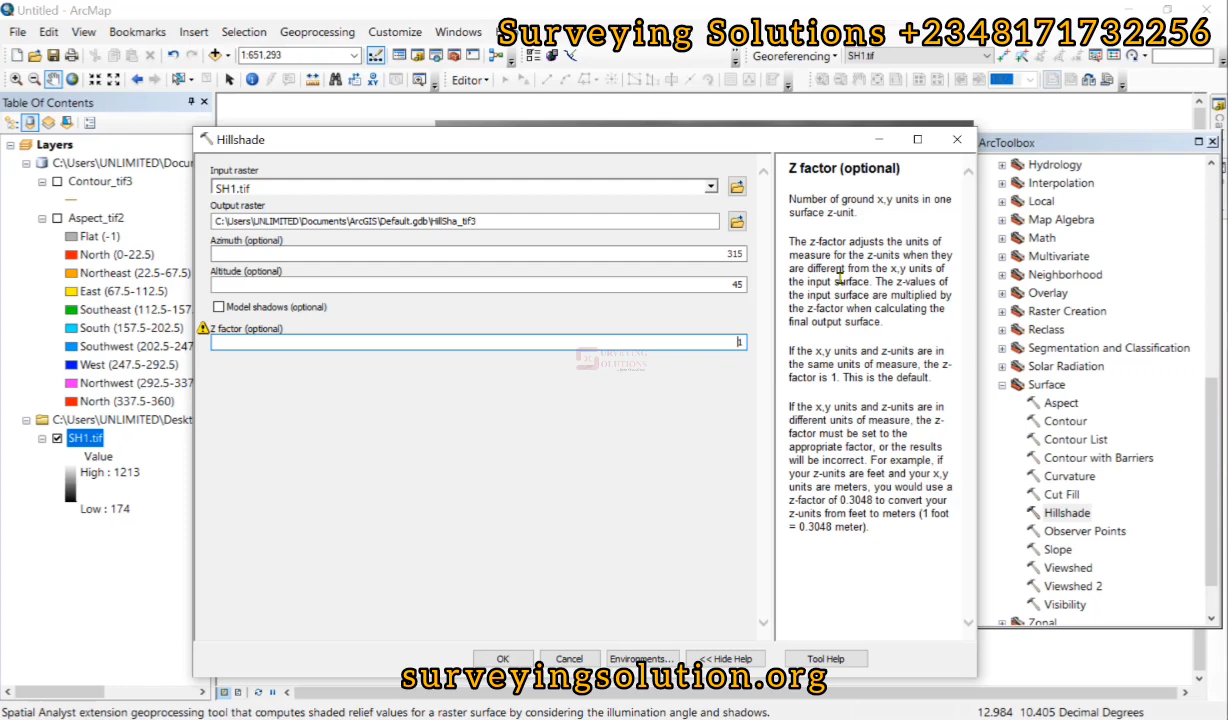 Untitled - ArcMap
Surveying Solutions +2348171732256
File Edit View Bookmarks Insert Selection Geoprocessing Customize Windows
1:651,293
Georeferencing
SH1.tif
Editor
Table Of Contents
Layers
C:\Users\UNLIMITED\Docu
Contour_tif3
Aspect_tif2
Flat (-1)
North (0-22.5)
Northeast (22.5-67.5)
East (67.5-112.5)
Southeast (112.5-157.
South (157.5-202.5)
Southwest (202.5-247
West (247.5-292.5)
Northwest (292.5-337
North (337.5-360)
C:\Users\UNLIMITED\Deskt
SH1.tif
Value
High : 1213
Low : 174
Hillshade
Input raster
SH1.tif
Output raster
C:\Users\UNLIMITED\Documents\ArcGIS\Default.gdb\HillSha_tif3
Azimuth (optional)
315
Altitude (optional)
45
Model shadows (optional)
Z factor (optional)
1
SURVEYING
SOLUTIONS
OK
Cancel
Environments...
<< Hide Help
Tool Help
Z factor (optional)
Number of ground x,y units in one
surface z-unit.
The z-factor adjusts the units of
measure for the z-units when they
are different from the x,y units of
the input surface. The z-values of
the input surface are multiplied by
the z-factor when calculating the
final output surface.
If the x,y units and z-units are in
the same units of measure, the z-
factor is 1. This is the default.
If the x,y units and z-units are in
different units of measure, the z-
factor must be set to the
appropriate factor, or the results
will be incorrect. For example, if
your z-units are feet and your x,y
units are meters, you would use a
z-factor of 0.3048 to convert your
z-units from feet to meters (1 foot
= 0.3048 meter).
ArcToolbox
Hydrology
Interpolation
Local
Map Algebra
Math
Multivariate
Neighborhood
Overlay
Raster Creation
Reclass
Segmentation and Classification
Solar Radiation
Surface
Aspect
Contour
Contour List
Contour with Barriers
Curvature
Cut Fill
Hillshade
Observer Points
Slope
Viewshed
Viewshed 2
Visibility
Zonal
surveyingsolution.org
Spatial Analyst extension geoprocessing tool that computes shaded relief values for a raster surface by considering the illumination angle and shadows.
12.984 10.405 Decimal Degrees